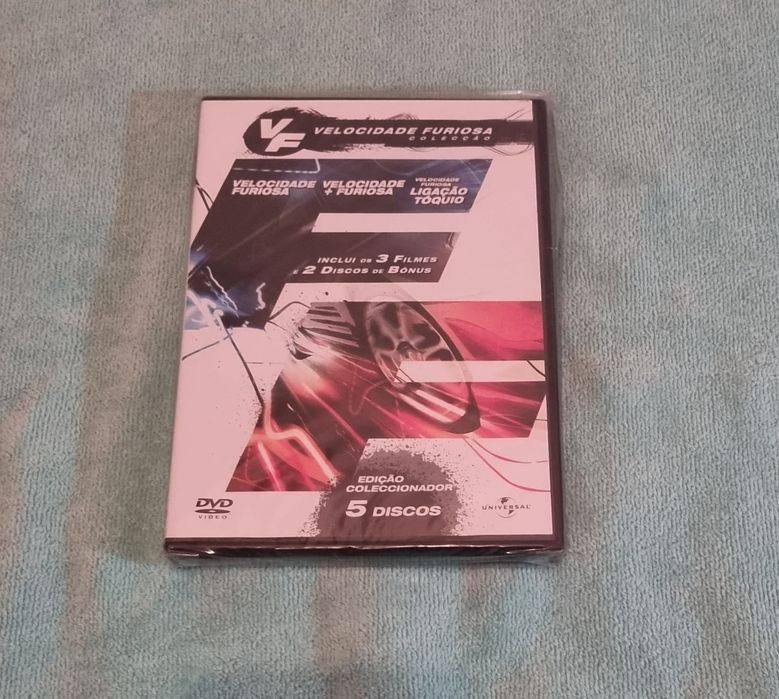 VF VELOCIDADE FURIOSA
COLECÇÃO
VELOCIDADE
FURIOSA
VELOCIDADE
+ FURIOSA
VELOCIDADE
FURIOSA
LIGAÇÃO
TÓQUIO
INCLUI OS 3 FILMES
E 2 DISCOS DE BÓNUS
EDIÇÃO
COLECCIONADOR
5 DISCOS
DVD
VIDEO
UNIVERSAL